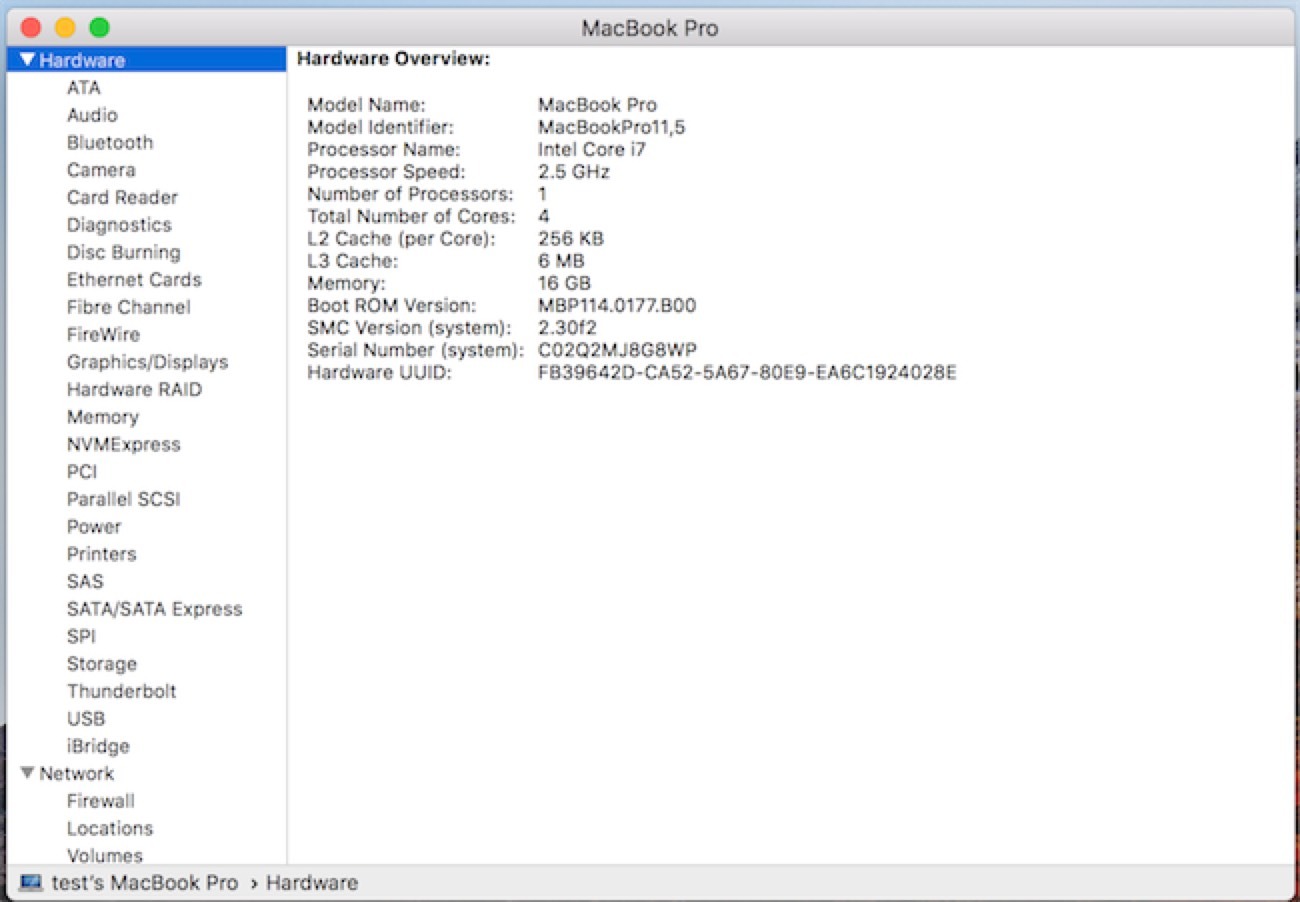 MacBook Pro
Hardware
ATA
Audio
Bluetooth
Camera
Card Reader
Diagnostics
Disc Burning
Ethernet Cards
Fibre Channel
FireWire
Graphics/Displays
Hardware RAID
Memory
NVMExpress
PCI
Parallel SCSI
Power
Printers
SAS
SATA/SATA Express
SPI
Storage
Thunderbolt
USB
iBridge
Network
Firewall
Locations
Volumes
Hardware Overview:
Model Name: MacBook Pro
Model Identifier: MacBookPro11,5
Processor Name: Intel Core i7
Processor Speed: 2.5 GHz
Number of Processors: 1
Total Number of Cores: 4
L2 Cache (per Core): 256 KB
L3 Cache: 6 MB
Memory: 16 GB
Boot ROM Version: MBP114.0177.B00
SMC Version (system): 2.30f2
Serial Number (system): C02Q2MJ8G8WP
Hardware UUID: FB39642D-CA52-5A67-80E9-EA6C1924028E
test's MacBook Pro › Hardware